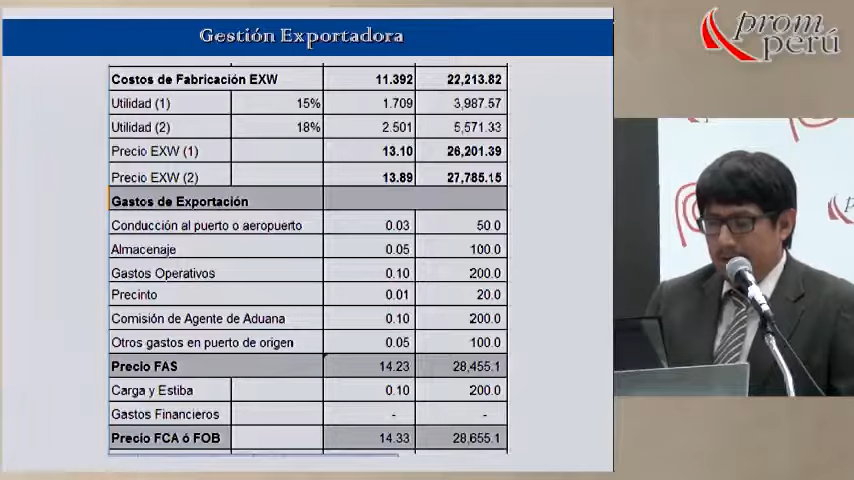 Gestión Exportadora
prom
perú
Costos de Fabricación EXW 11.392 22,213.82
Utilidad (1) 15% 1.709 3,987.57
Utilidad (2) 18% 2.501 5,571.33
Precio EXW (1) 13.10 26,201.39
Precio EXW (2) 13.89 27,785.15
Gastos de Exportación
Conducción al puerto o aeropuerto 0.03 50.0
Almacenaje 0.05 100.0
Gastos Operativos 0.10 200.0
Precinto 0.01 20.0
Comisión de Agente de Aduana 0.10 200.0
Otros gastos en puerto de origen 0.05 100.0
Precio FAS 14.23 28,455.1
Carga y Estiba 0.10 200.0
Gastos Financieros - -
Precio FCA ó FOB 14.33 28,655.1